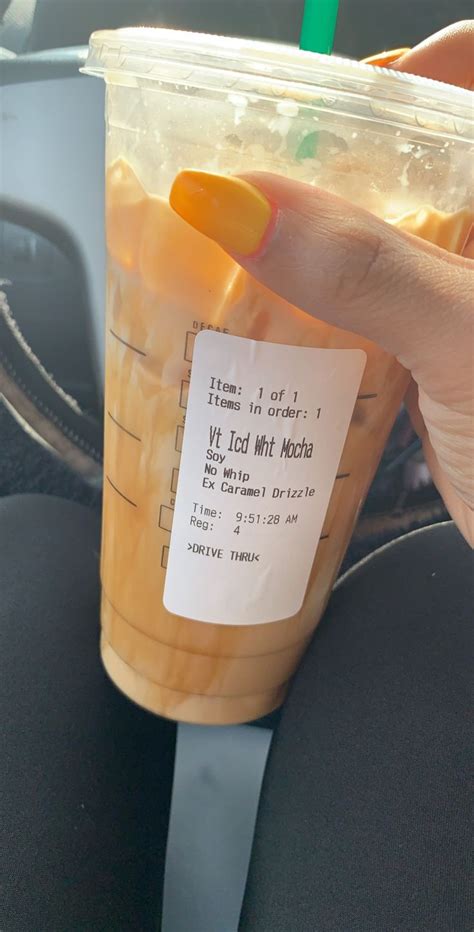 DECAF
Item: 1 of 1
Items in order: 1
Vt Icd Wht Mocha
Soy
No Whip
Ex Caramel Drizzle
Time: 9:51:28 AM
Reg: 4
>DRIVE THRU<